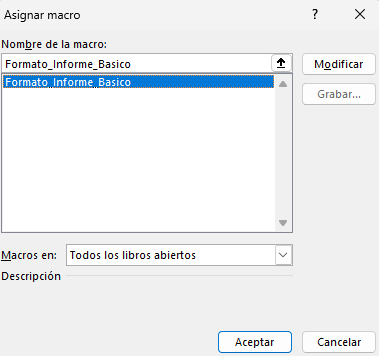 Asignar macro
Nombre de la macro:
Formato_Informe_Basico
Modificar
Formato_Informe_Basico
Grabar...
Macros en:
Todos los libros abiertos
Descripción
Aceptar
Cancelar